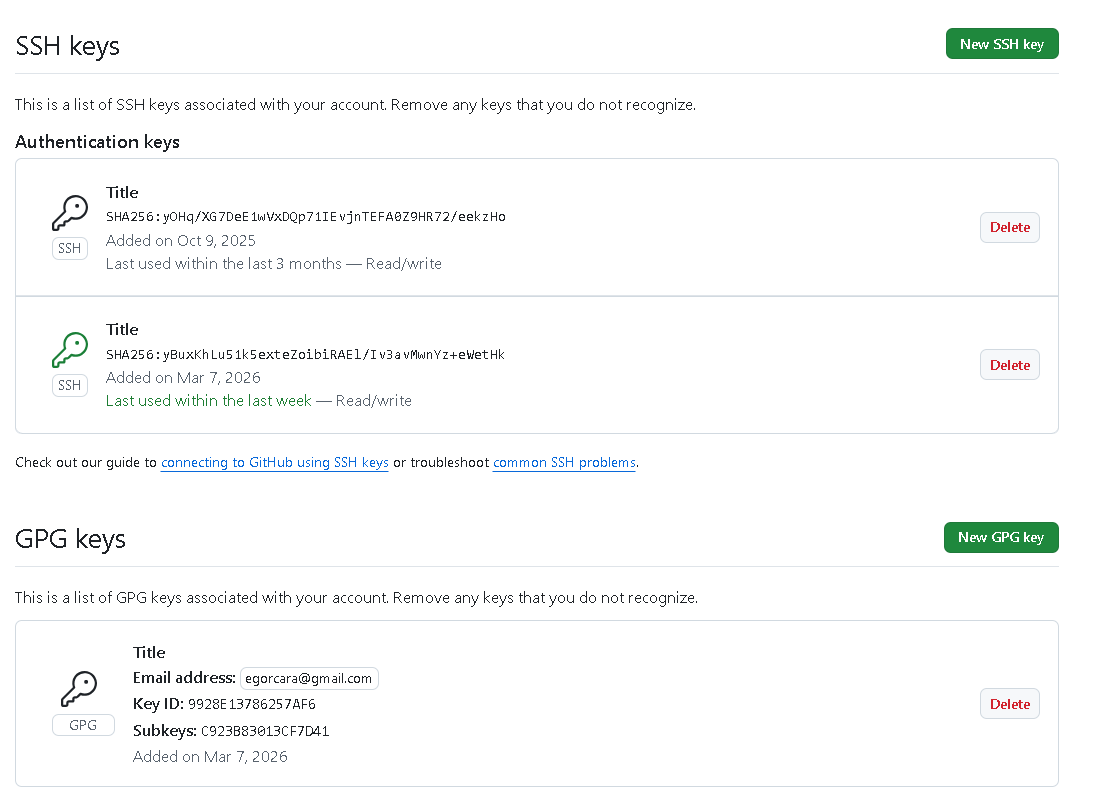 SSH keys
New SSH key
This is a list of SSH keys associated with your account. Remove any keys that you do not recognize.
Authentication keys
Title
SHA256:yOHq/XG7DeE1wVxDQp71IEvjnTEFA0Z9HR72/eekzHo
Added on Oct 9, 2025
Last used within the last 3 months — Read/write
SSH
Delete
Title
SHA256:yBuxKhLu51k5exteZoibiRAEl/Iv3avMwnYz+eWetHk
Added on Mar 7, 2026
Last used within the last week — Read/write
SSH
Delete
Check out our guide to connecting to GitHub using SSH keys or troubleshoot common SSH problems.
GPG keys
New GPG key
This is a list of GPG keys associated with your account. Remove any keys that you do not recognize.
Title
Email address: egorcara@gmail.com
Key ID: 9928E13786257AF6
Subkeys: C923B83013CF7D41
Added on Mar 7, 2026
GPG
Delete